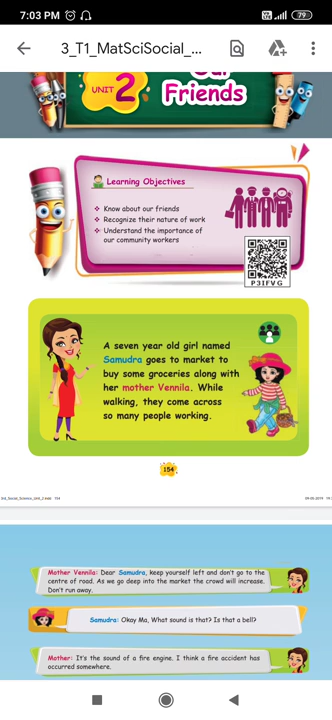 7:03 PM
79
3_T1_MatSciSocial_...
UNIT 2
Our
Friends
Learning Objectives
❖ Know about our friends
❖ Recognize their nature of work
❖ Understand the importance of
our community workers
P3IFVG
A seven year old girl named
Samudra goes to market to
buy some groceries along with
her mother Vennila. While
walking, they come across
so many people working.
154
Mother Vennila: Dear Samudra, keep yourself left and don't go to the
centre of road. As we go deep into the market the crowd will increase.
Don't run away.
Samudra: Okay Ma, What sound is that? Is that a bell?
Mother: It's the sound of a fire engine. I think a fire accident has
occurred somewhere.